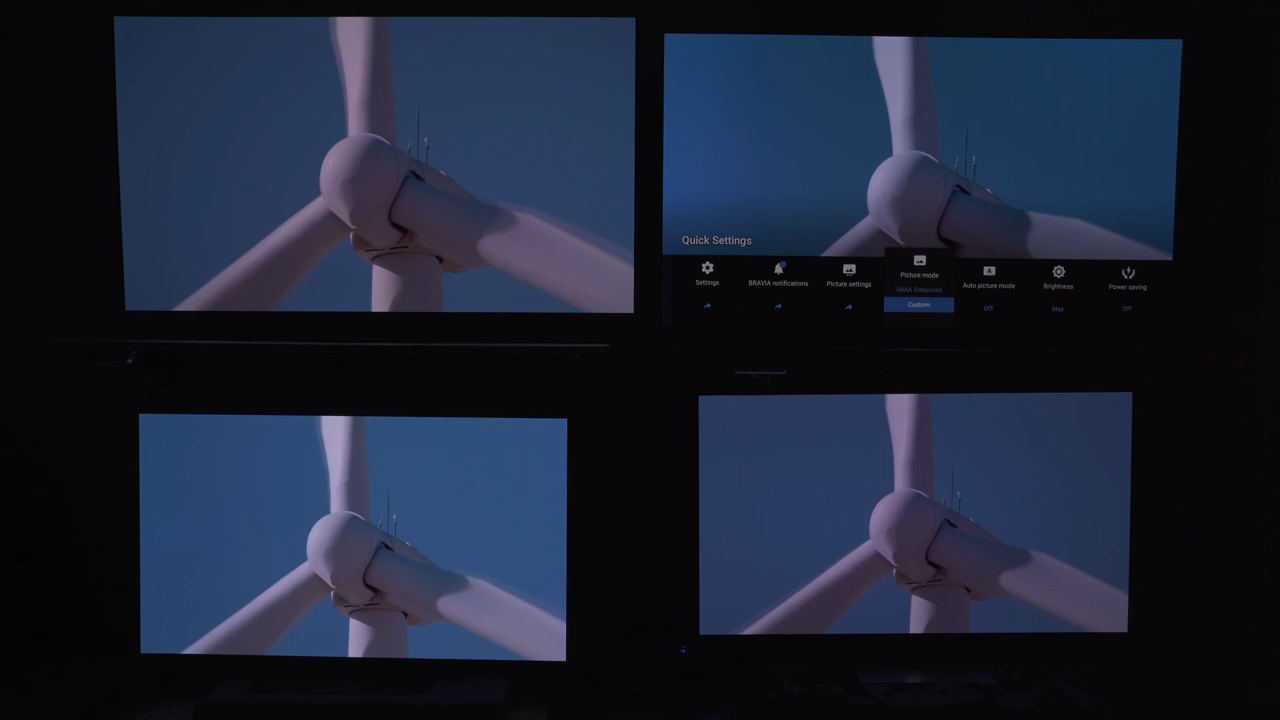 Quick Settings
Settings
BRAVIA notifications
Picture settings
Picture mode
IMAX Enhanced
Custom
A
Auto picture mode
Off
Brightness
Max
Power saving
Off